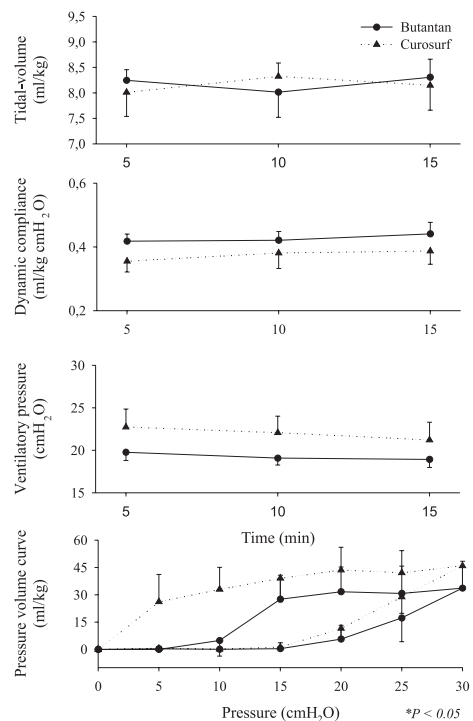 Butantan
Curosurf
Tidal-volume
(ml/kg)
9,5
9,0
8,5
8,0
7,5
7,0
5
10
15
Dynamic compliance
(ml/kg cmH2O)
0,6
0,4
0,2
5
10
15
Ventilatory pressure
(cmH2O)
30
25
20
15
5
10
15
Time (min)
Pressure volume curve
(ml/kg)
60
45
30
15
0
0
5
10
15
20
25
30
Pressure (cmH2O)
*P < 0.05